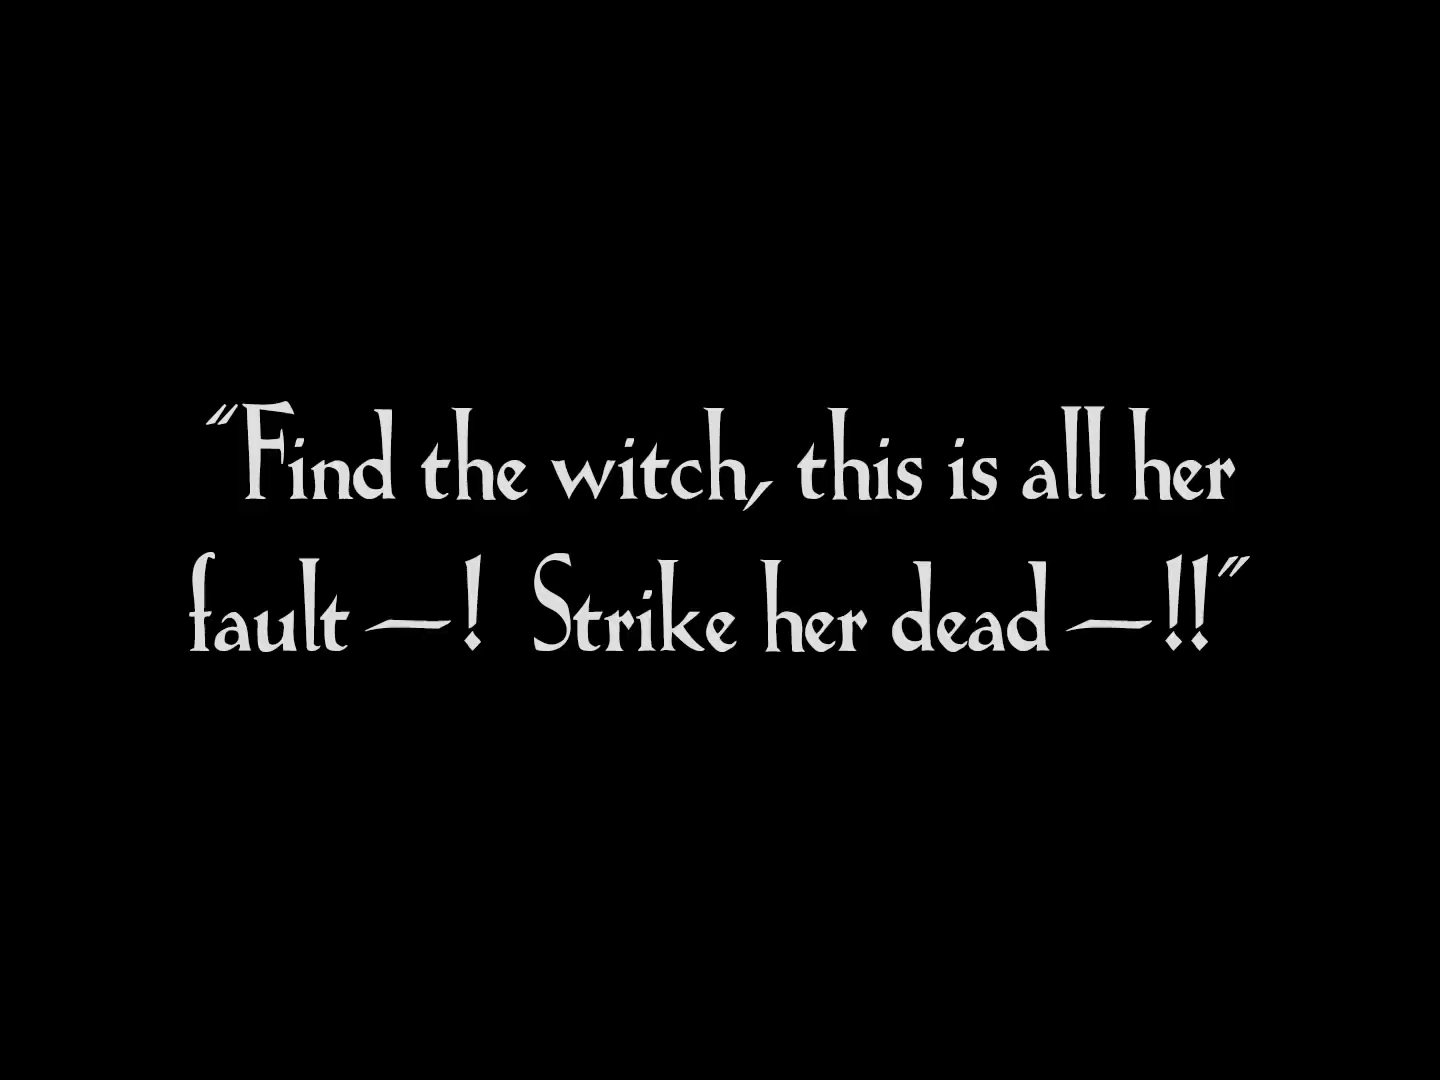 “Find the witch, this is all her
fault —! Strike her dead —!!”